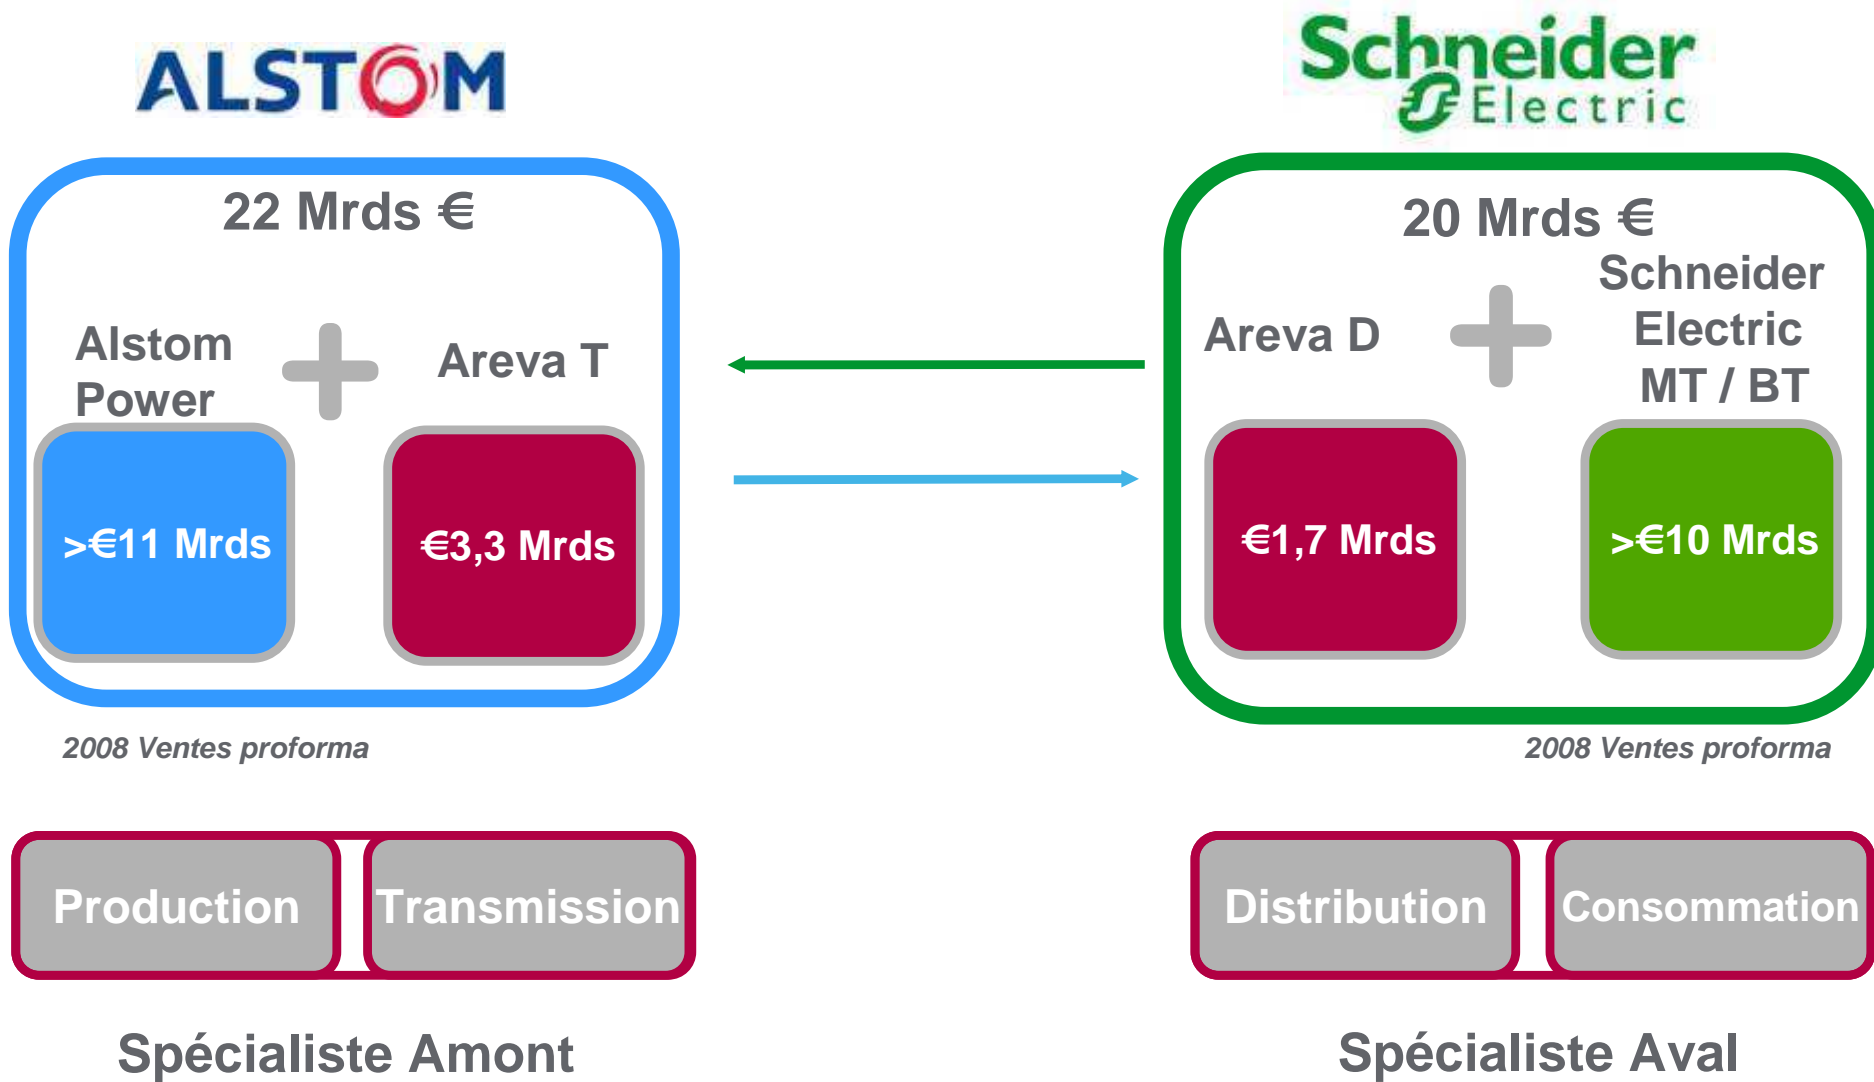 ALSTOM
22 Mrds €
Alstom
Power
Areva T
>€11 Mrds
€3,3 Mrds
2008 Ventes proforma
Production
Transmission
Spécialiste Amont
Schneider
Electric
20 Mrds €
Areva D
Schneider
Electric
MT / BT
€1,7 Mrds
>€10 Mrds
2008 Ventes proforma
Distribution
Consommation
Spécialiste Aval